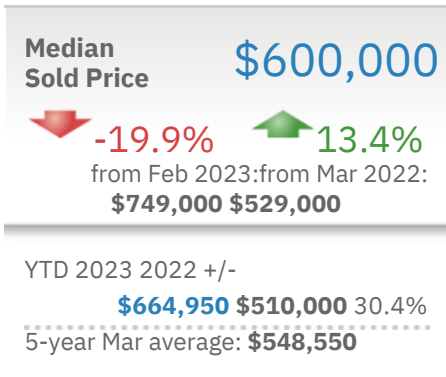 Median
Sold Price
$600,000
-19.9% 13.4%
from Feb 2023:from Mar 2022:
$749,000 $529,000
YTD 2023 2022 +/-
$664,950 $510,000 30.4%
5-year Mar average: $548,550